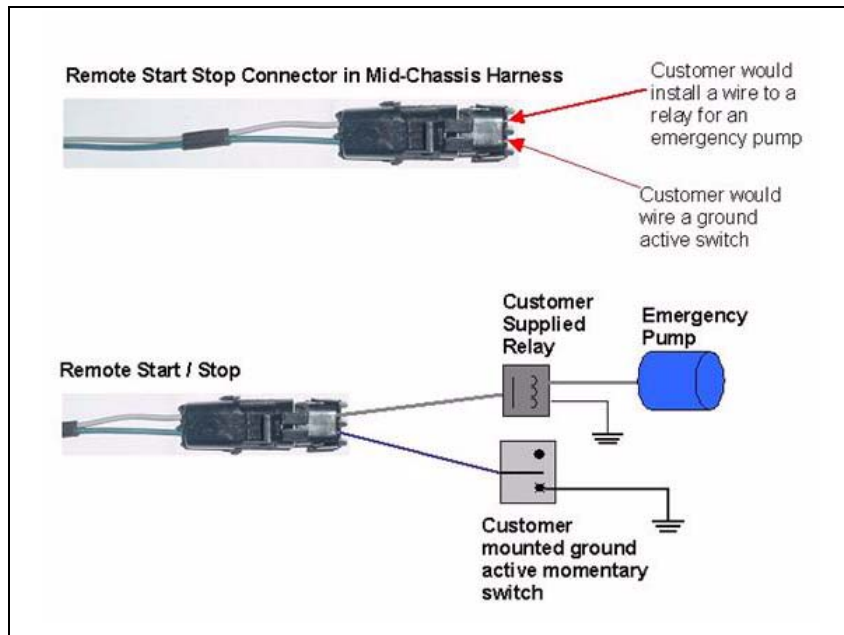 Remote Start Stop Connector in Mid-Chassis Harness
Customer would
install a wire to a
relay for an
emergency pump
Customer would
wire a ground
active switch
Customer
Supplied
Relay
Emergency
Pump
Remote Start / Stop
Customer
mounted ground
active momentary
switch